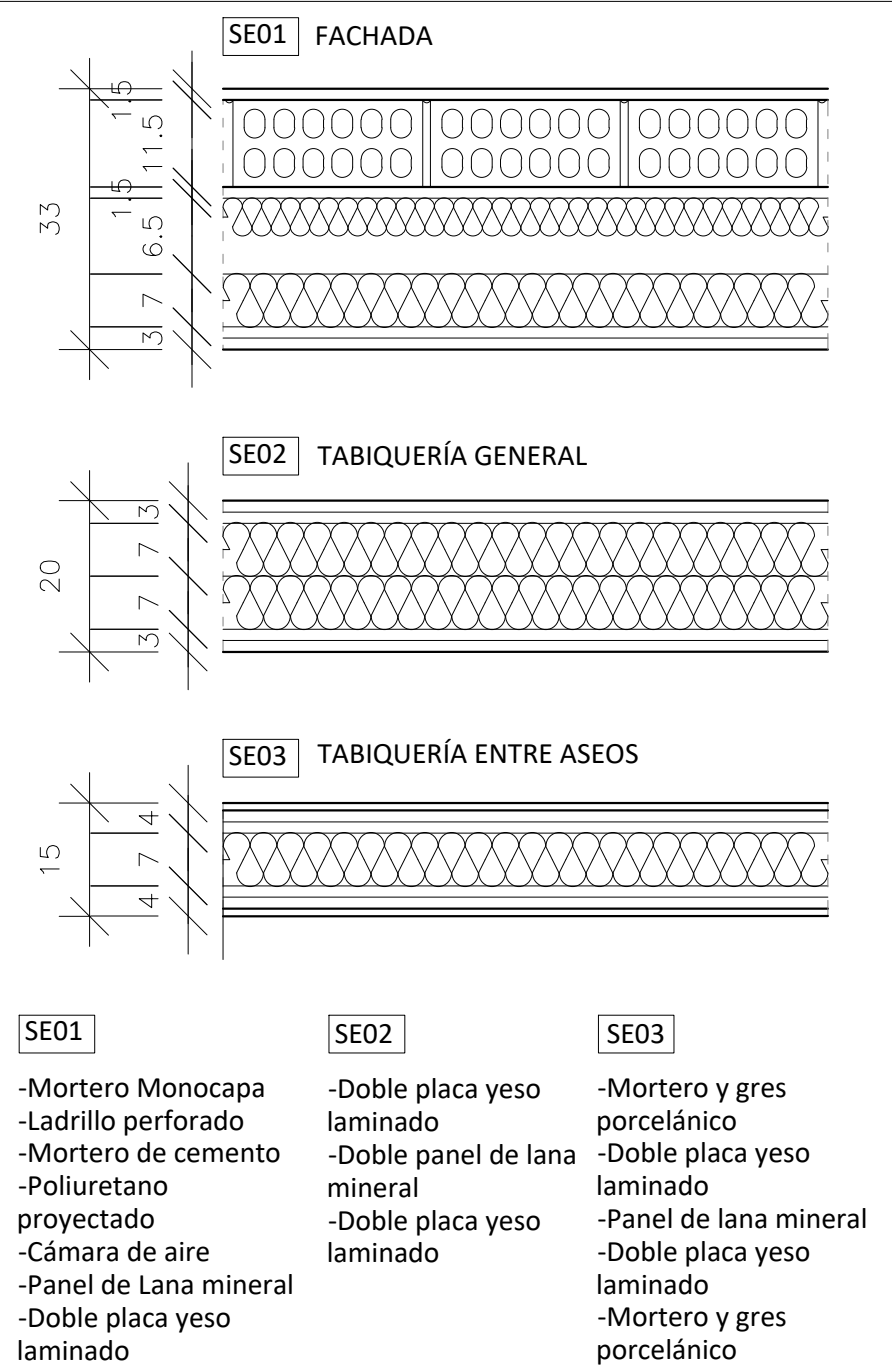 SE01 FACHADA
1.5
11.5
1.5
6.5
7
3
33
SE02 TABIQUERÍA GENERAL
3
7
7
3
20
SE03 TABIQUERÍA ENTRE ASEOS
4
7
4
15
SE01
-Mortero Monocapa
-Ladrillo perforado
-Mortero de cemento
-Poliuretano
proyectado
-Cámara de aire
-Panel de Lana mineral
-Doble placa yeso
laminado
SE02
-Doble placa yeso
laminado
-Doble panel de lana
mineral
-Doble placa yeso
laminado
SE03
-Mortero y gres
porcelánico
-Doble placa yeso
laminado
-Panel de lana mineral
-Doble placa yeso
laminado
-Mortero y gres
porcelánico